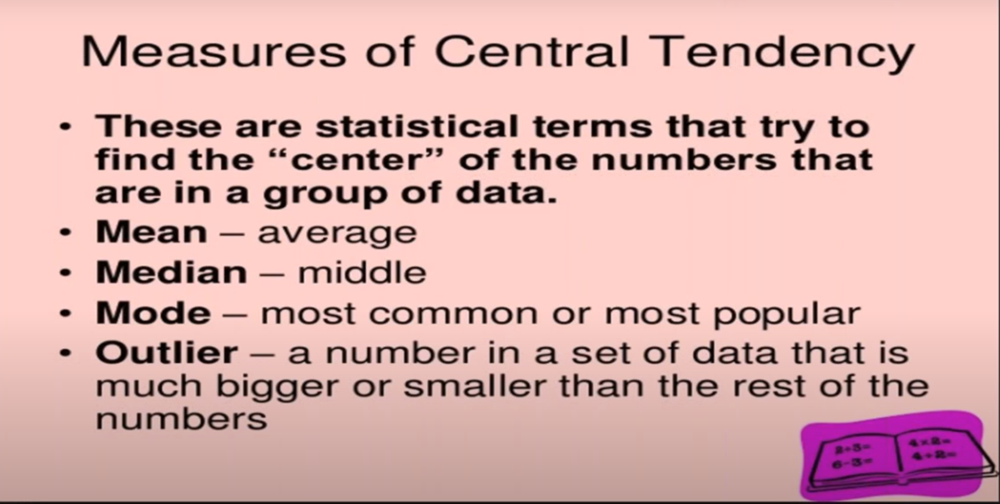 Measures of Central Tendency
• These are statistical terms that try to
find the “center” of the numbers that
are in a group of data.
• Mean – average
• Median – middle
• Mode – most common or most popular
• Outlier – a number in a set of data that is
much bigger or smaller than the rest of the
numbers
2+3= 4×2=
6-3= 4÷2=